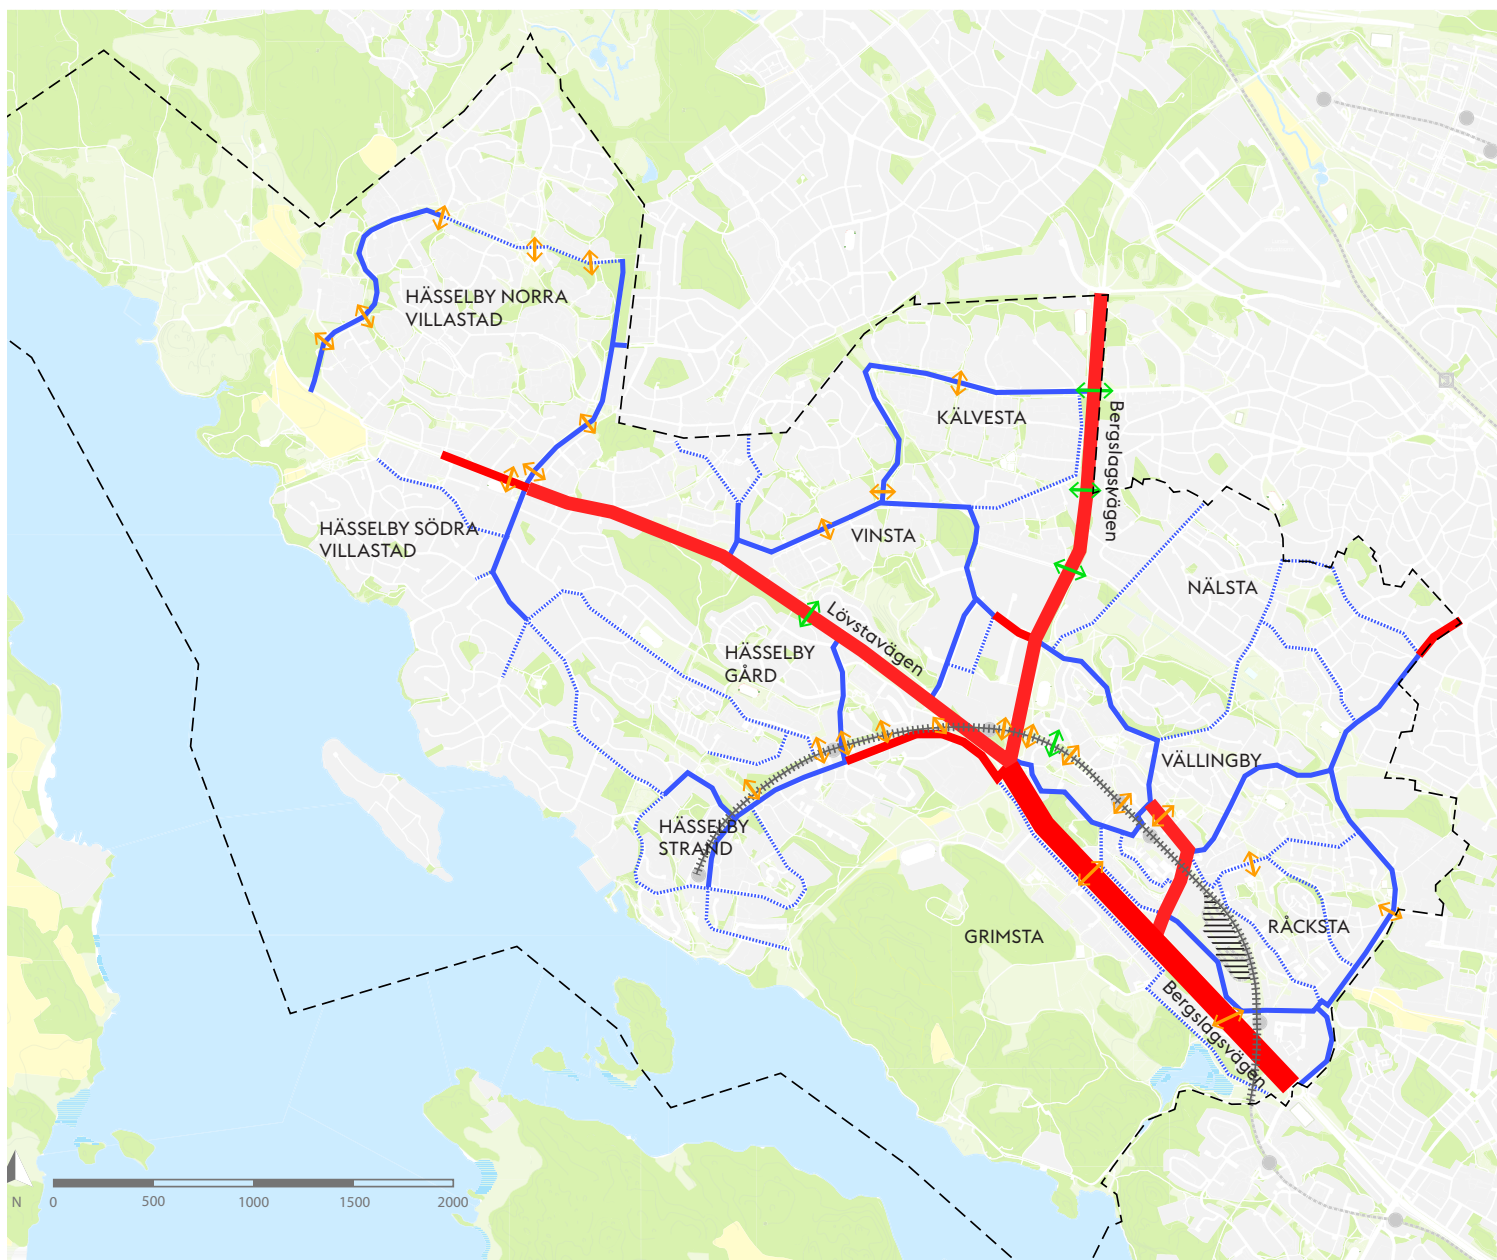 HÄSSELBY NORRA
VILLASTAD
KÄLVESTA
Bergslagsvägen
HÄSSELBY SÖDRA
VILLASTAD
VINSTA
NÄLSTA
Lövstavägen
HÄSSELBY
GÅRD
VÄLLINGBY
HÄSSELBY
STRAND
GRIMSTA
RÅCKSTA
Bergslagsvägen
N
0 500 1000 1500 2000